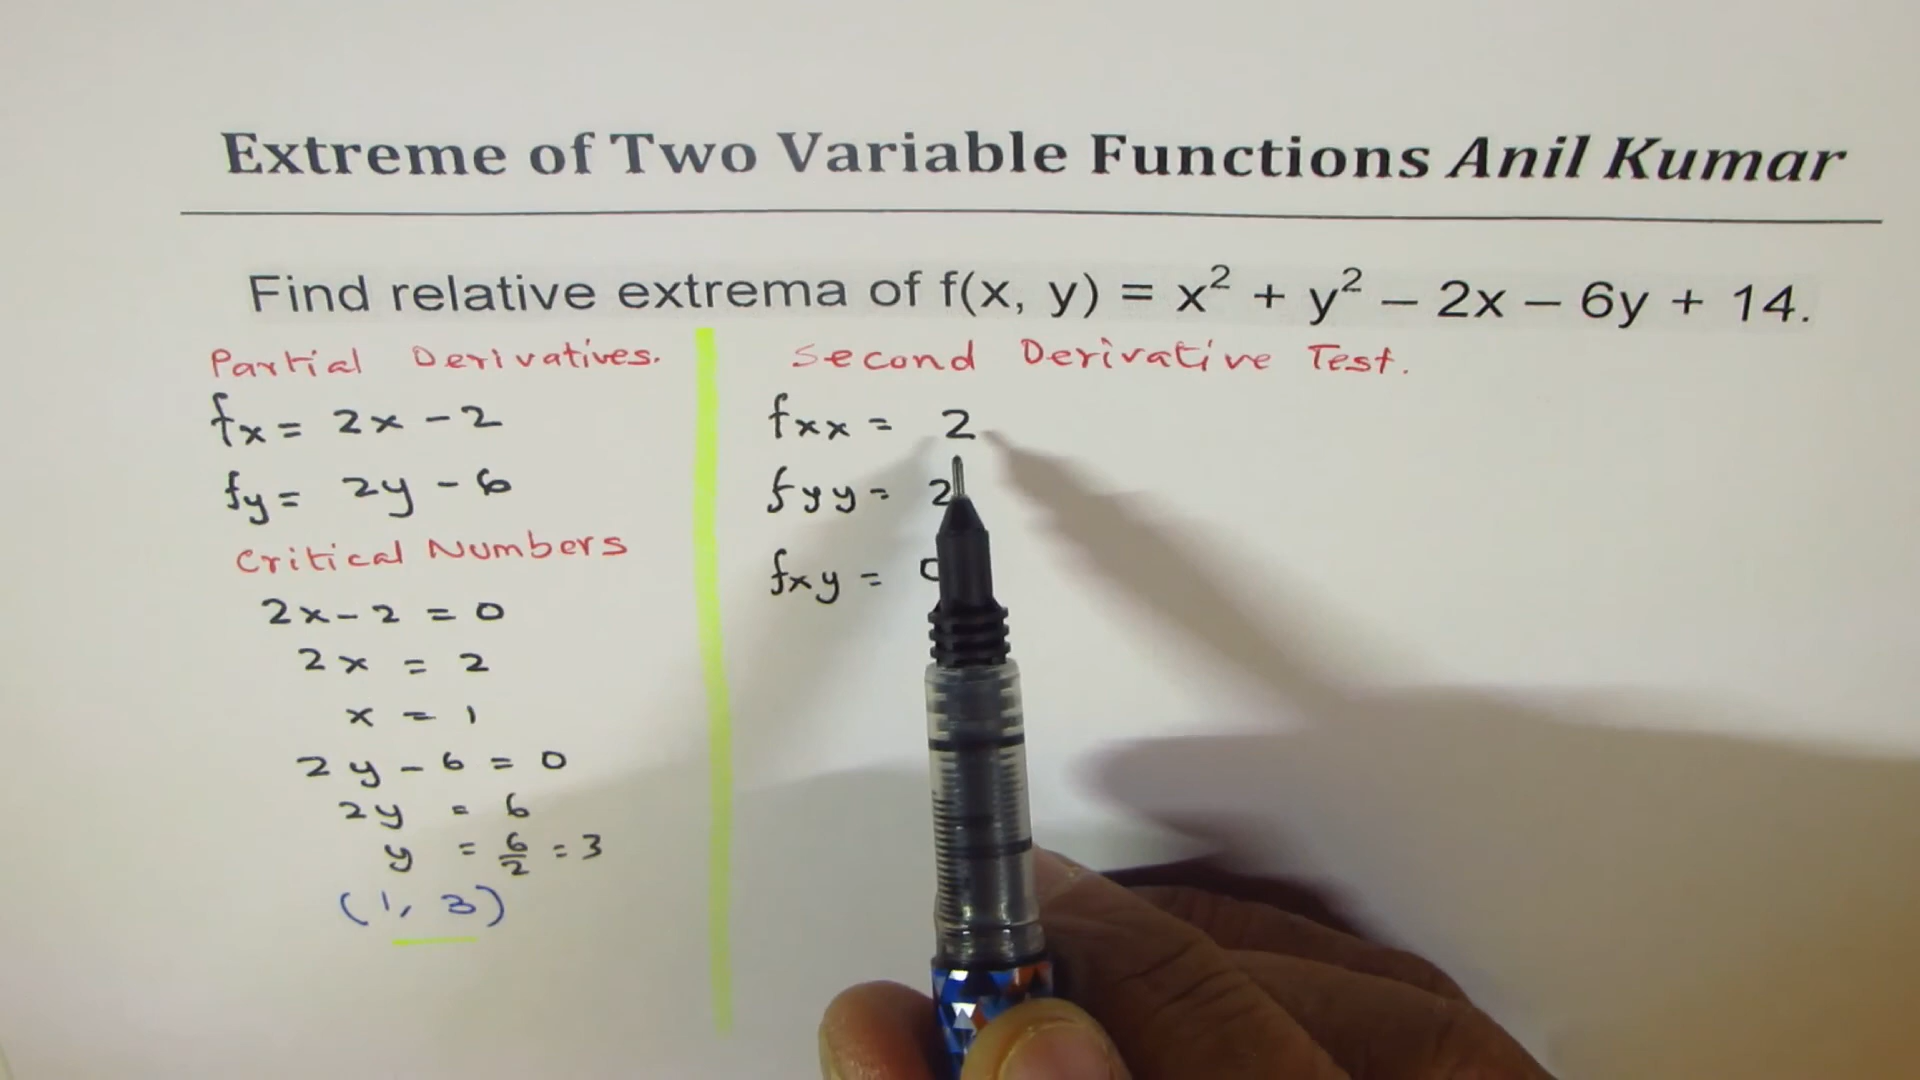 Extreme of Two Variable Functions Anil Kumar
Find relative extrema of f(x, y) = x² + y² – 2x – 6y + 14.
Partial Derivatives.
fx = 2x - 2
fy = 2y - 6
Critical Numbers
2x - 2 = 0
2x = 2
x = 1
2y - 6 = 0
2y = 6
y = 6/2 = 3
(1, 3)
Second Derivative Test.
fxx = 2
fyy = 2
fxy =